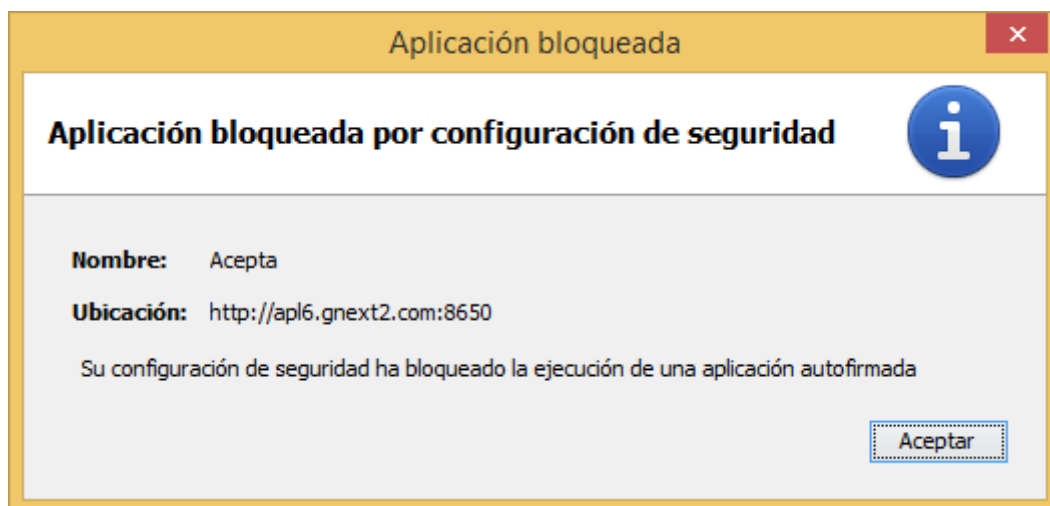 Aplicación bloqueada
Aplicación bloqueada por configuración de seguridad
Nombre: Acepta
Ubicación: http://apl6.gnext2.com:8650
Su configuración de seguridad ha bloqueado la ejecución de una aplicación autofirmada
Aceptar